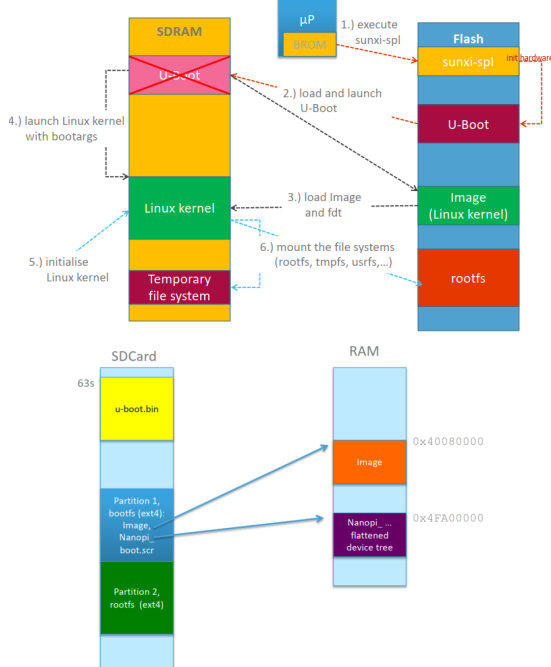 µP
BROM
1.) execute
sunxi-spl
SDRAM
U-Boot
Flash
sunxi-spl
init hardware
2.) load and launch
U-Boot
U-Boot
4.) launch Linux kernel
with bootargs
Linux kernel
3.) load Image
and fdt
Image
(Linux kernel)
5.) initialise
Linux kernel
6.) mount the file systems
(rootfs, tmpfs, usrfs,...)
Temporary
file system
rootfs
SDCard
RAM
63s
u-boot.bin
0x40080000
Image
Partition 1,
bootfs (ext4):
Image,
Nanopi_
boot.scr
0x4FA00000
Nanopi_ ...
flattened
device tree
Partition 2,
rootfs (ext4)